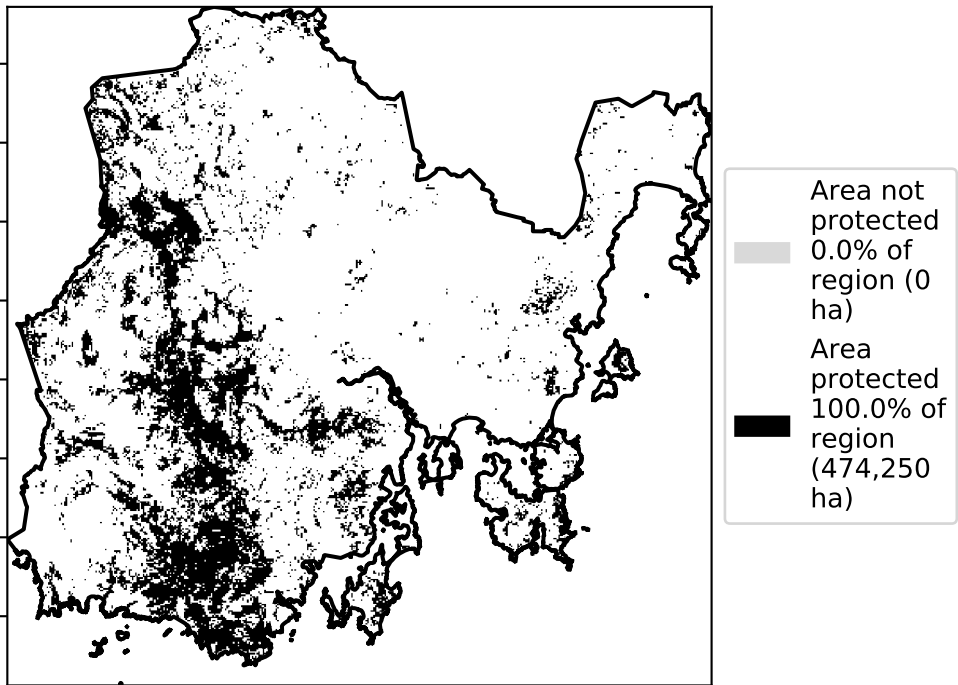 Area not
protected
0.0% of
region (0
ha)
Area
protected
100.0% of
region
(474,250
ha)